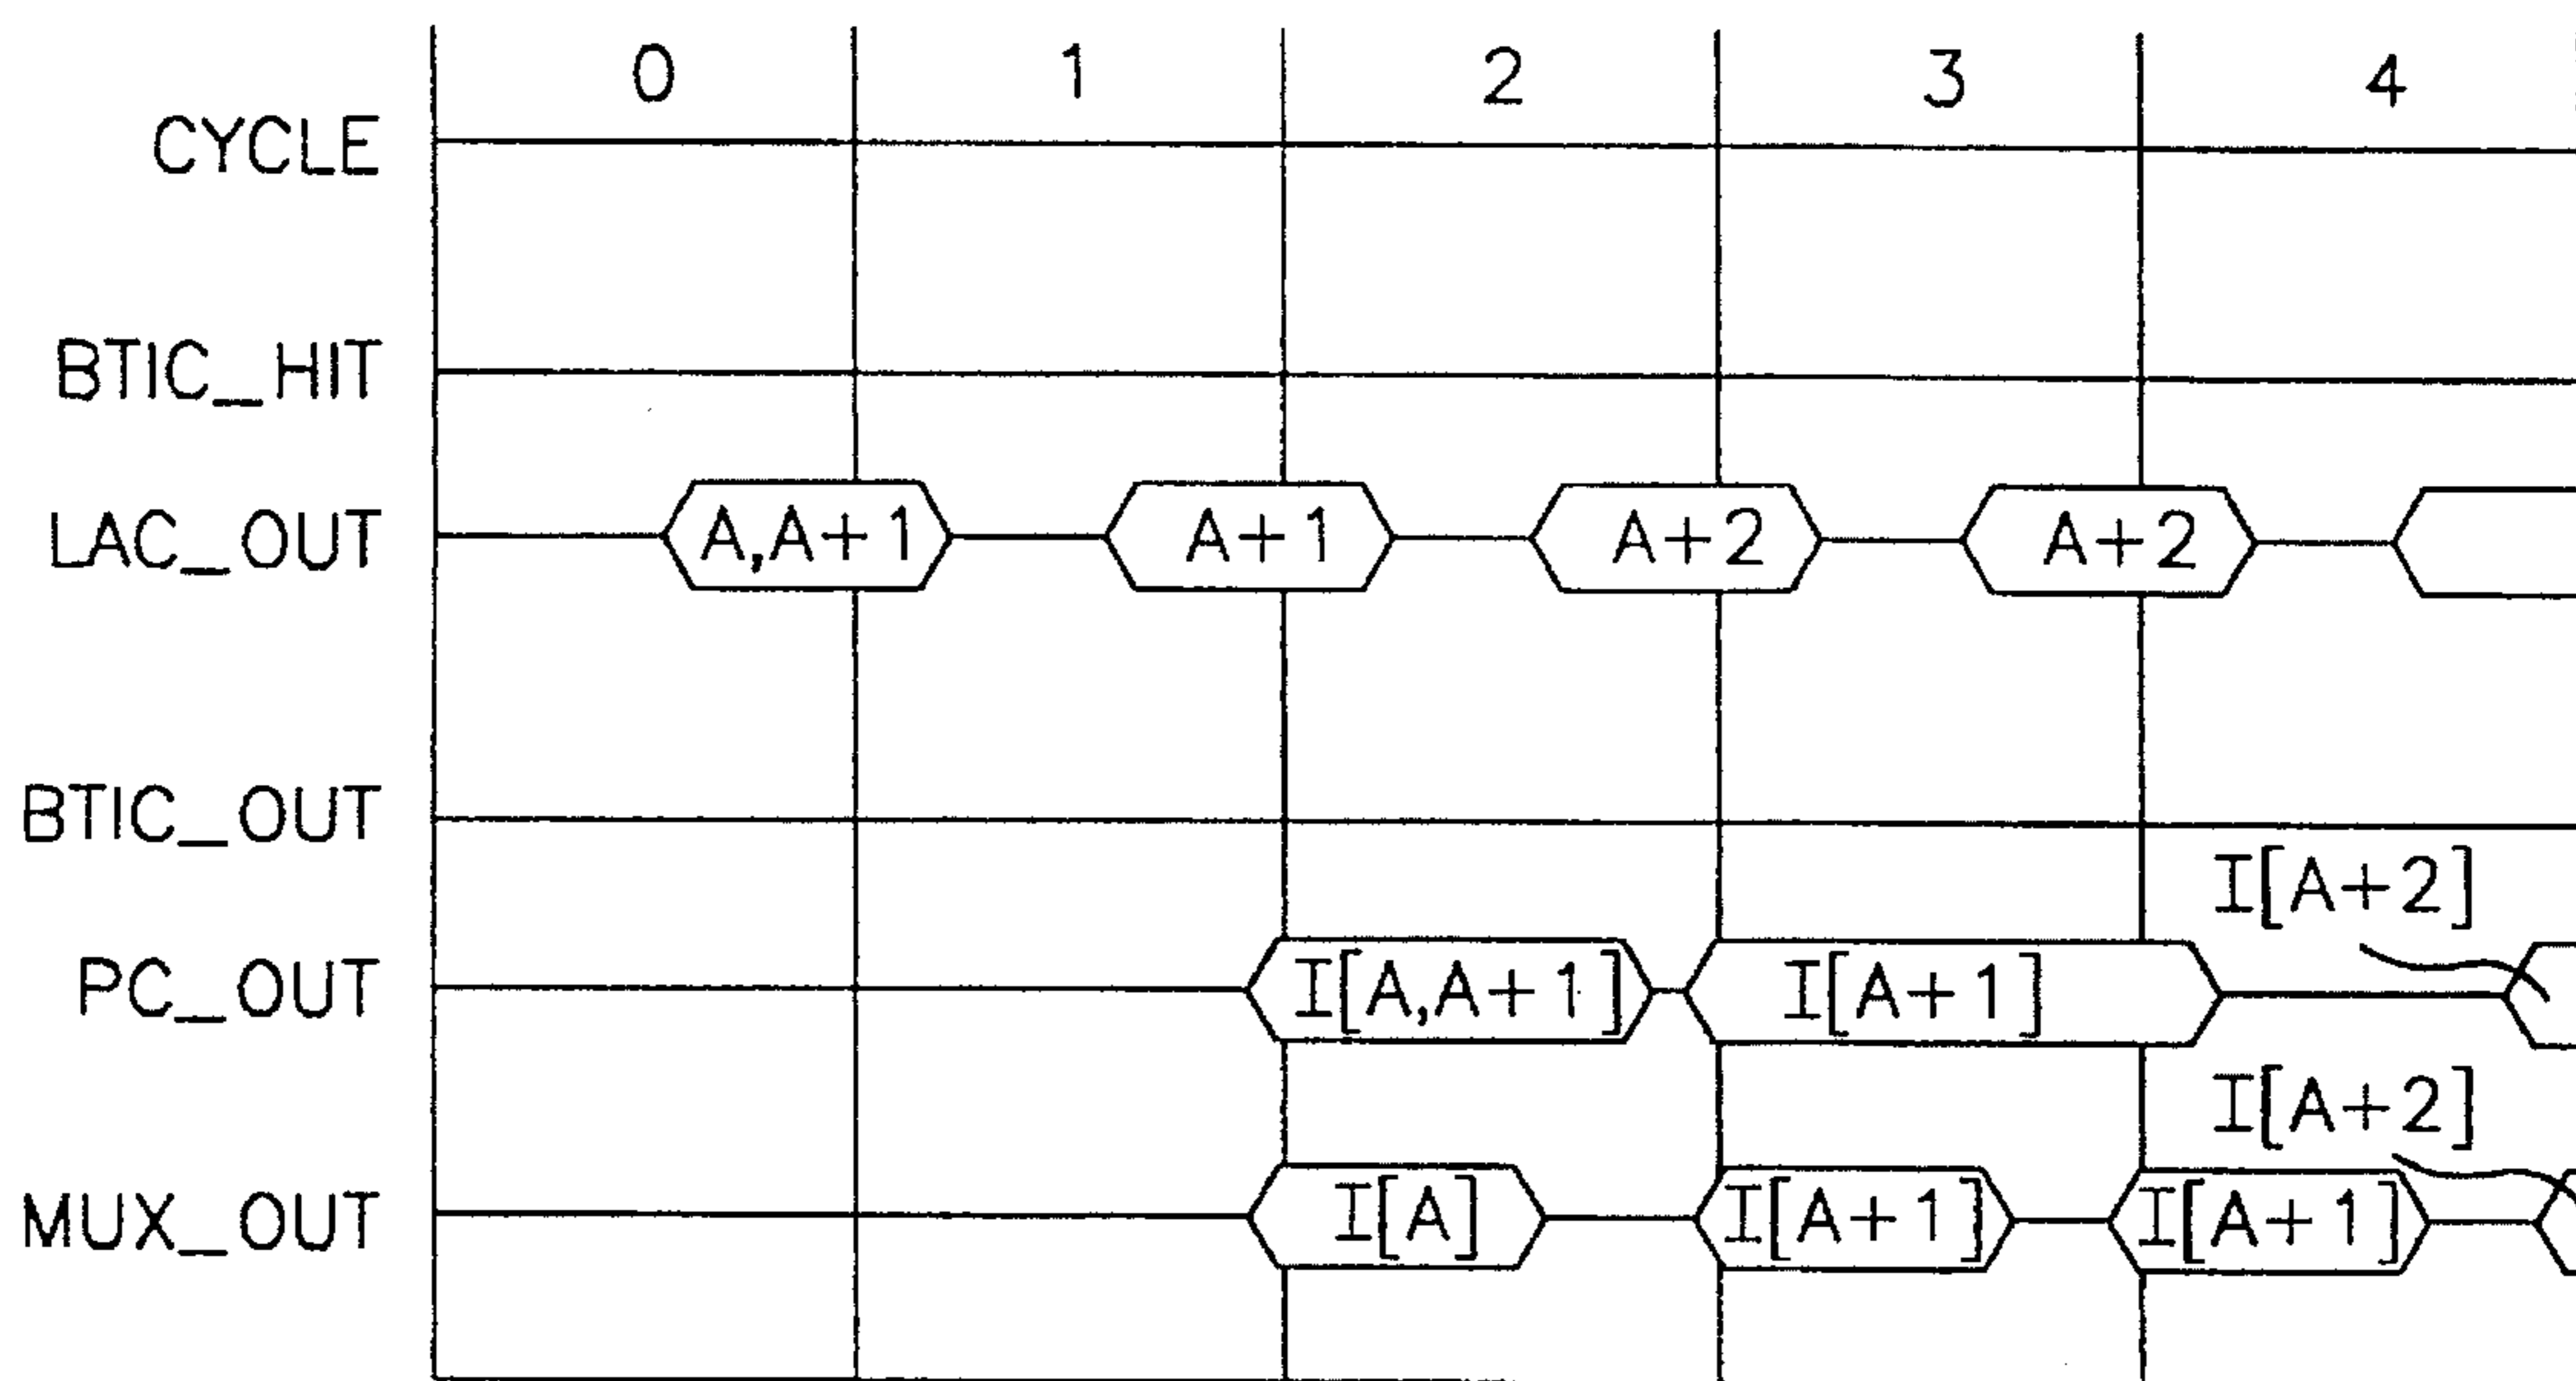 0 1 2 3 4
CYCLE
BTIC_HIT
LAC_OUT A,A+1 A+1 A+2 A+2
BTIC_OUT
I[A+2]
PC_OUT I[A,A+1] I[A+1]
I[A+2]
MUX_OUT I[A] I[A+1] I[A+1]